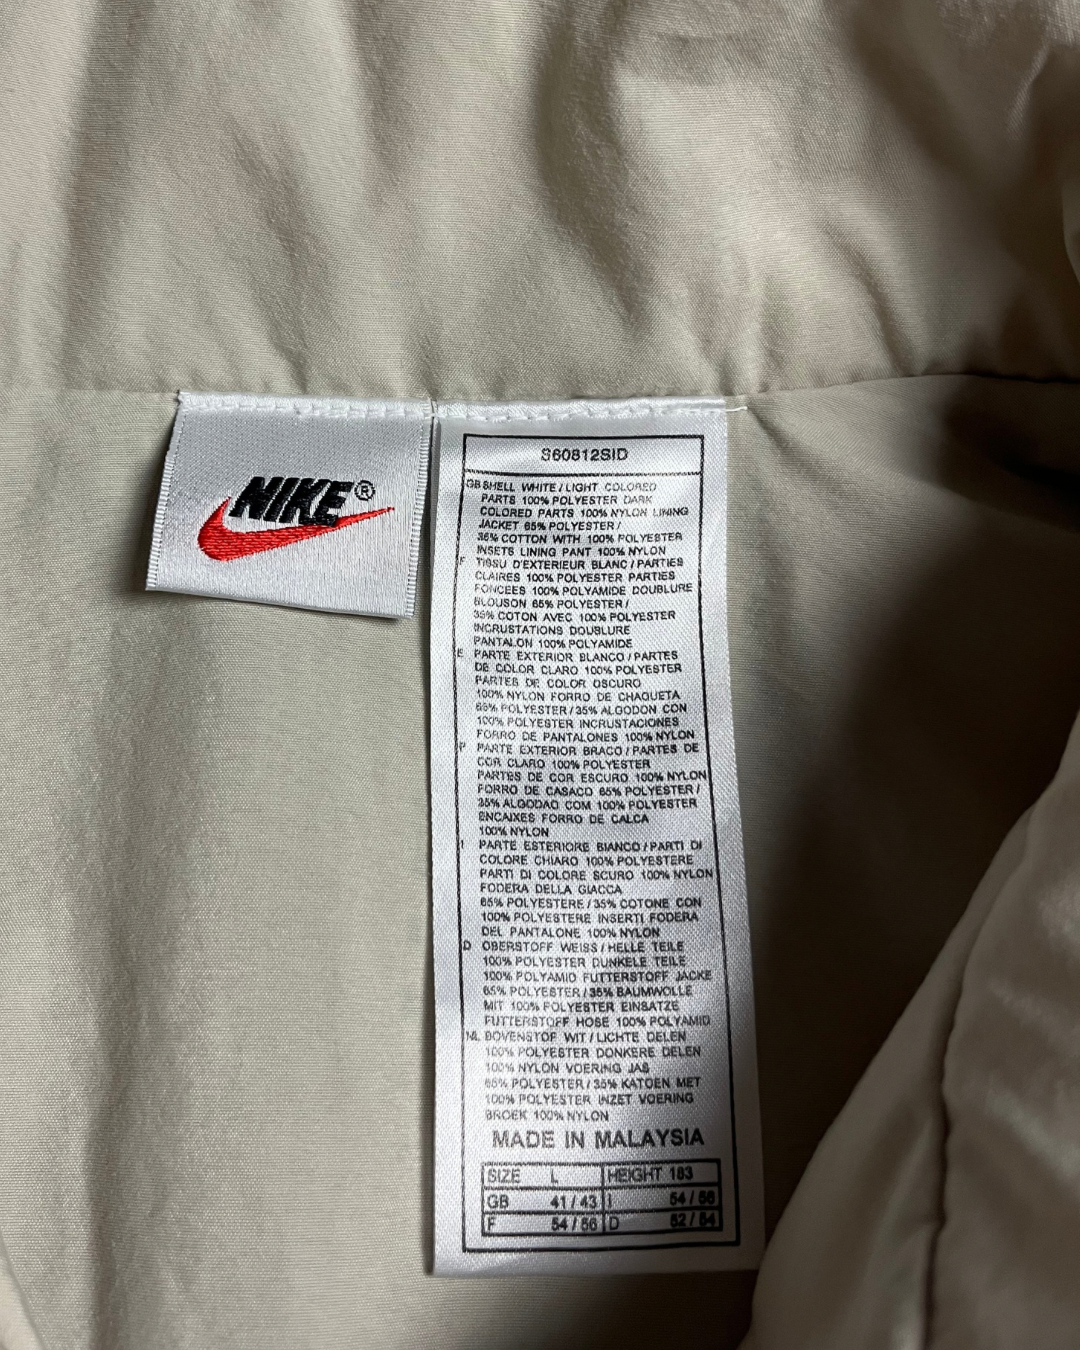 NIKE®
S60812SID
GB SHELL WHITE / LIGHT COLORED
PARTS 100% POLYESTER DARK
COLORED PARTS 100% NYLON LINING
JACKET 65% POLYESTER /
35% COTTON WITH 100% POLYESTER
INSETS LINING PANT 100% NYLON
F TISSU D'EXTERIEUR BLANC / PARTIES
CLAIRES 100% POLYESTER PARTIES
FONCEES 100% POLYAMIDE DOUBLURE
BLOUSON 65% POLYESTER /
35% COTON AVEC 100% POLYESTER
INCRUSTATIONS DOUBLURE
PANTALON 100% POLYAMIDE
E PARTE EXTERIOR BLANCO / PARTES
DE COLOR CLARO 100% POLYESTER
PARTES DE COLOR OSCURO
100% NYLON FORRO DE CHAQUETA
65% POLYESTER / 35% ALGODON CON
100% POLYESTER INCRUSTACIONES
FORRO DE PANTALONES 100% NYLON
P PARTE EXTERIOR BRACO / PARTES DE
COR CLARO 100% POLYESTER
PARTES DE COR ESCURO 100% NYLON
FORRO DE CASACO 65% POLYESTER /
35% ALGODAO COM 100% POLYESTER
ENCAIXES FORRO DE CALCA
100% NYLON
I PARTE ESTERIORE BIANCO / PARTI DI
COLORE CHIARO 100% POLYESTERE
PARTI DI COLORE SCURO 100% NYLON
FODERA DELLA GIACCA
65% POLYESTERE / 35% COTONE CON
100% POLYESTERE INSERTI FODERA
DEL PANTALONE 100% NYLON
D OBERSTOFF WEISS / HELLE TEILE
100% POLYESTER DUNKELE TEILE
100% POLYAMID FUTTERSTOFF JACKE
65% POLYESTER / 35% BAUMWOLLE
MIT 100% POLYESTER EINSATZE
FUTTERSTOFF HOSE 100% POLYAMID
NL BOVENSTOF WIT / LICHTE DELEN
100% POLYESTER DONKERE DELEN
100% NYLON VOERING JAS
65% POLYESTER / 35% KATOEN MET
100% POLYESTER INZET VOERING
BROEK 100% NYLON
MADE IN MALAYSIA
SIZE L HEIGHT 183
GB 41 / 43 I 54 / 56
F 54 / 56 D 52 / 54